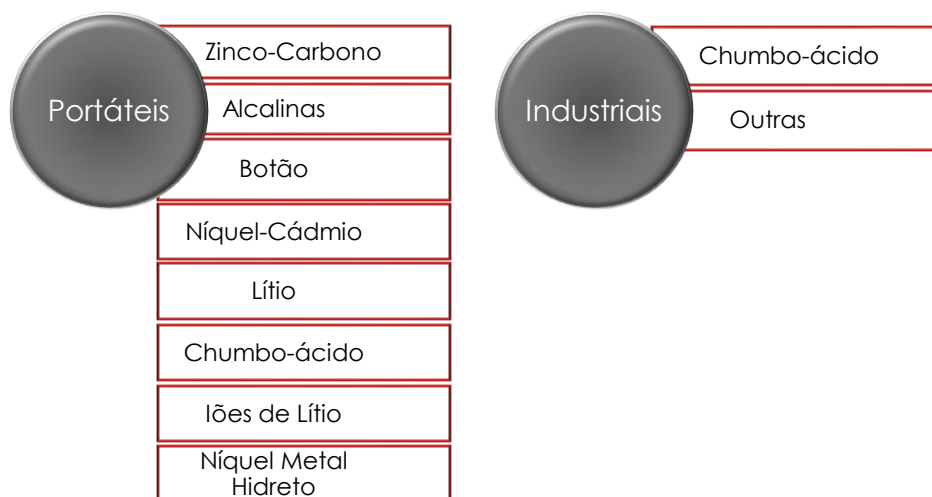 Portáteis
Zinco-Carbono
Alcalinas
Botão
Níquel-Cádmio
Lítio
Chumbo-ácido
Iões de Lítio
Níquel Metal
Hidreto
Industriais
Chumbo-ácido
Outras